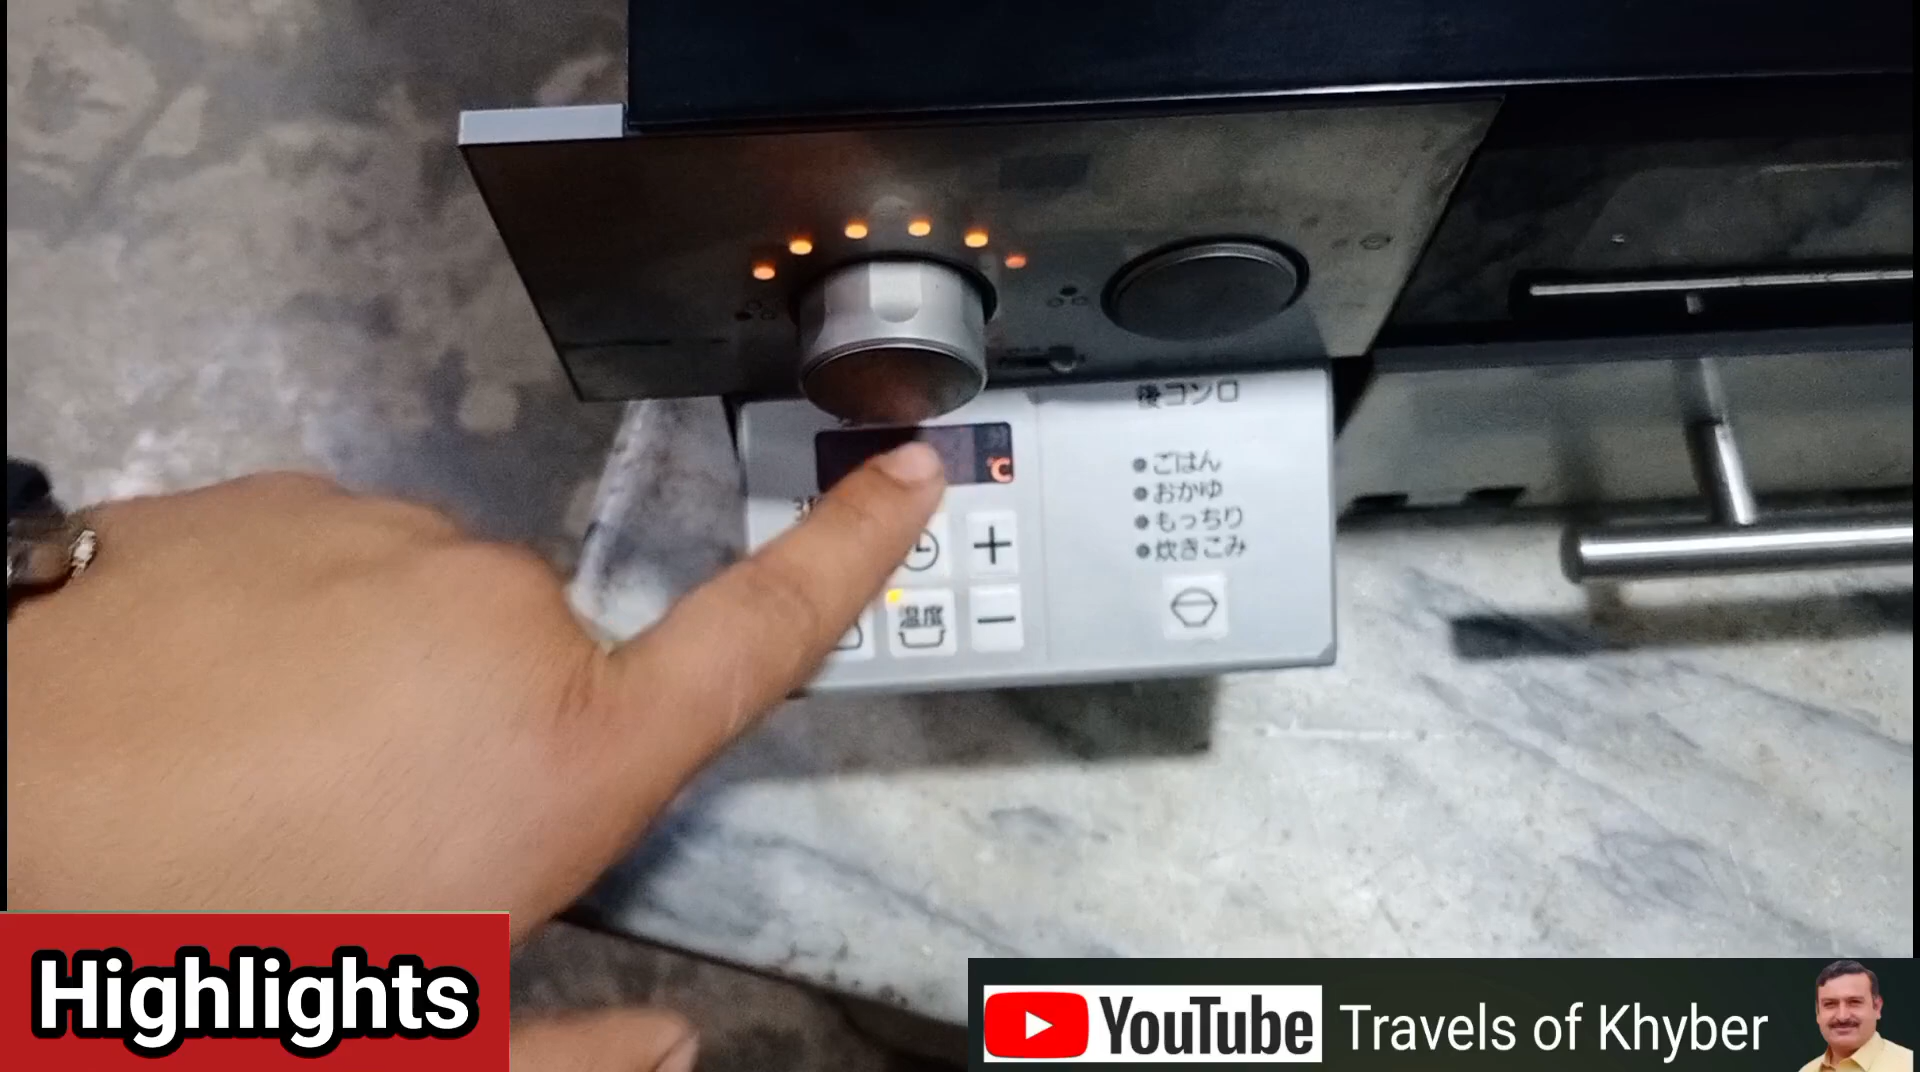 後コンロ
℃
●ごはん
●おかゆ
●もっちり
●炊きこみ
+
温度
−
Highlights
YouTube Travels of Khyber